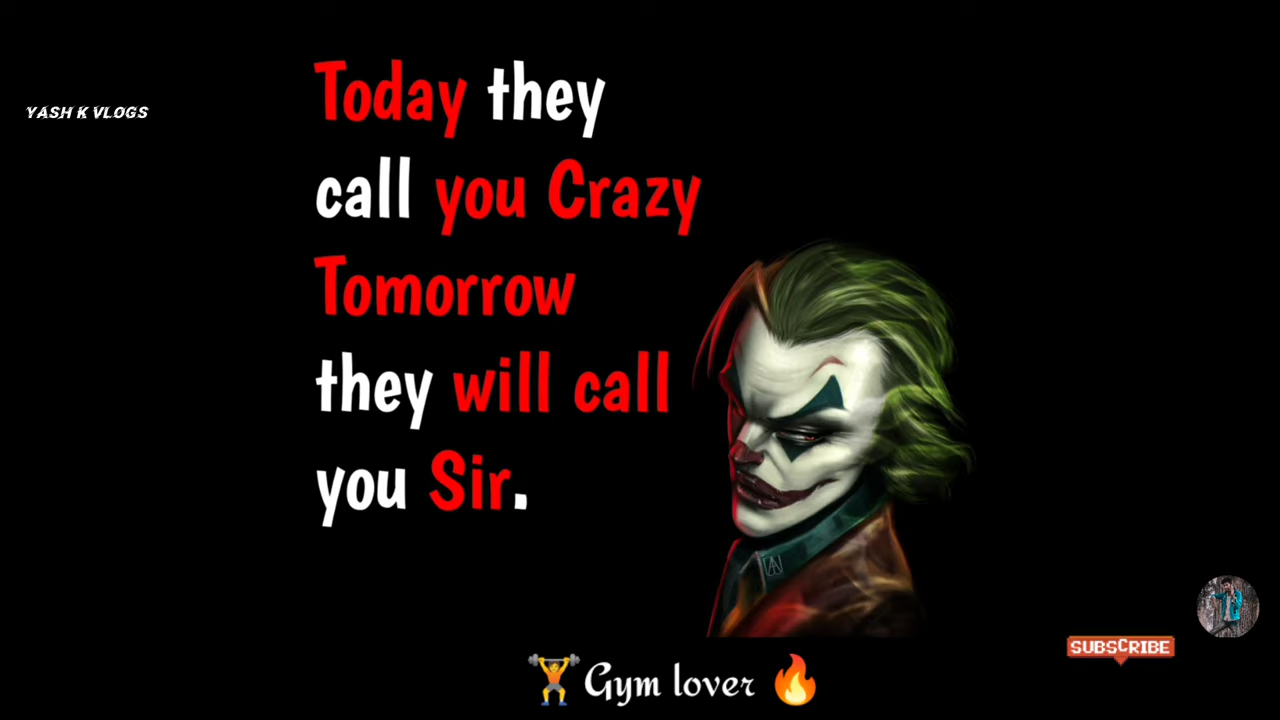 YASH K VLOGS
Today they
call you Crazy
Tomorrow
they will call
you Sir.
Gym lover
SUBSCRIBE